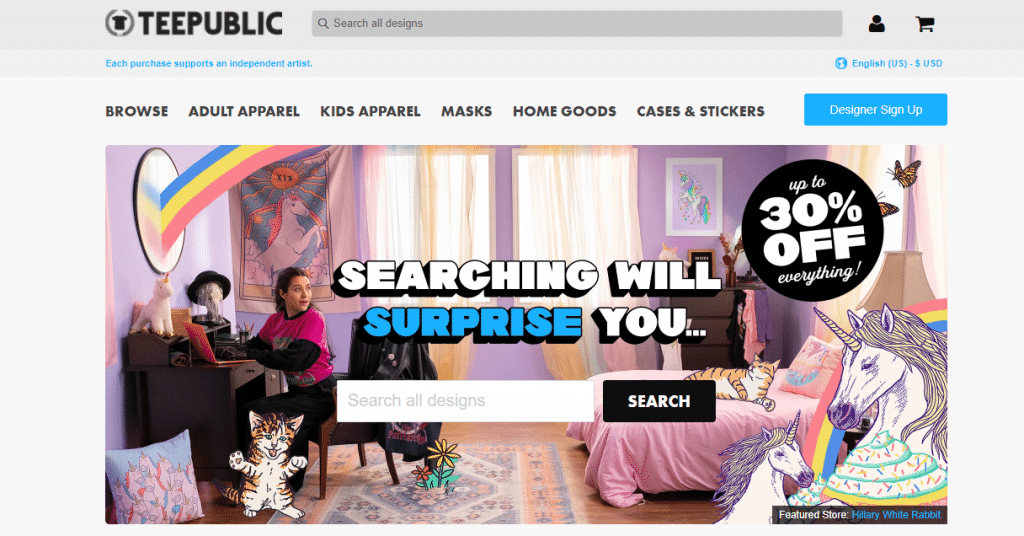 TEEPUBLIC
Search all designs
Each purchase supports an independent artist.
English (US) - $ USD
BROWSE
ADULT APPAREL
KIDS APPAREL
MASKS
HOME GOODS
CASES & STICKERS
Designer Sign Up
XIX
up to
30%
OFF
everything!
SEARCHING WILL
SURPRISE YOU...
Search all designs
SEARCH
Featured Store: Hillary White Rabbit